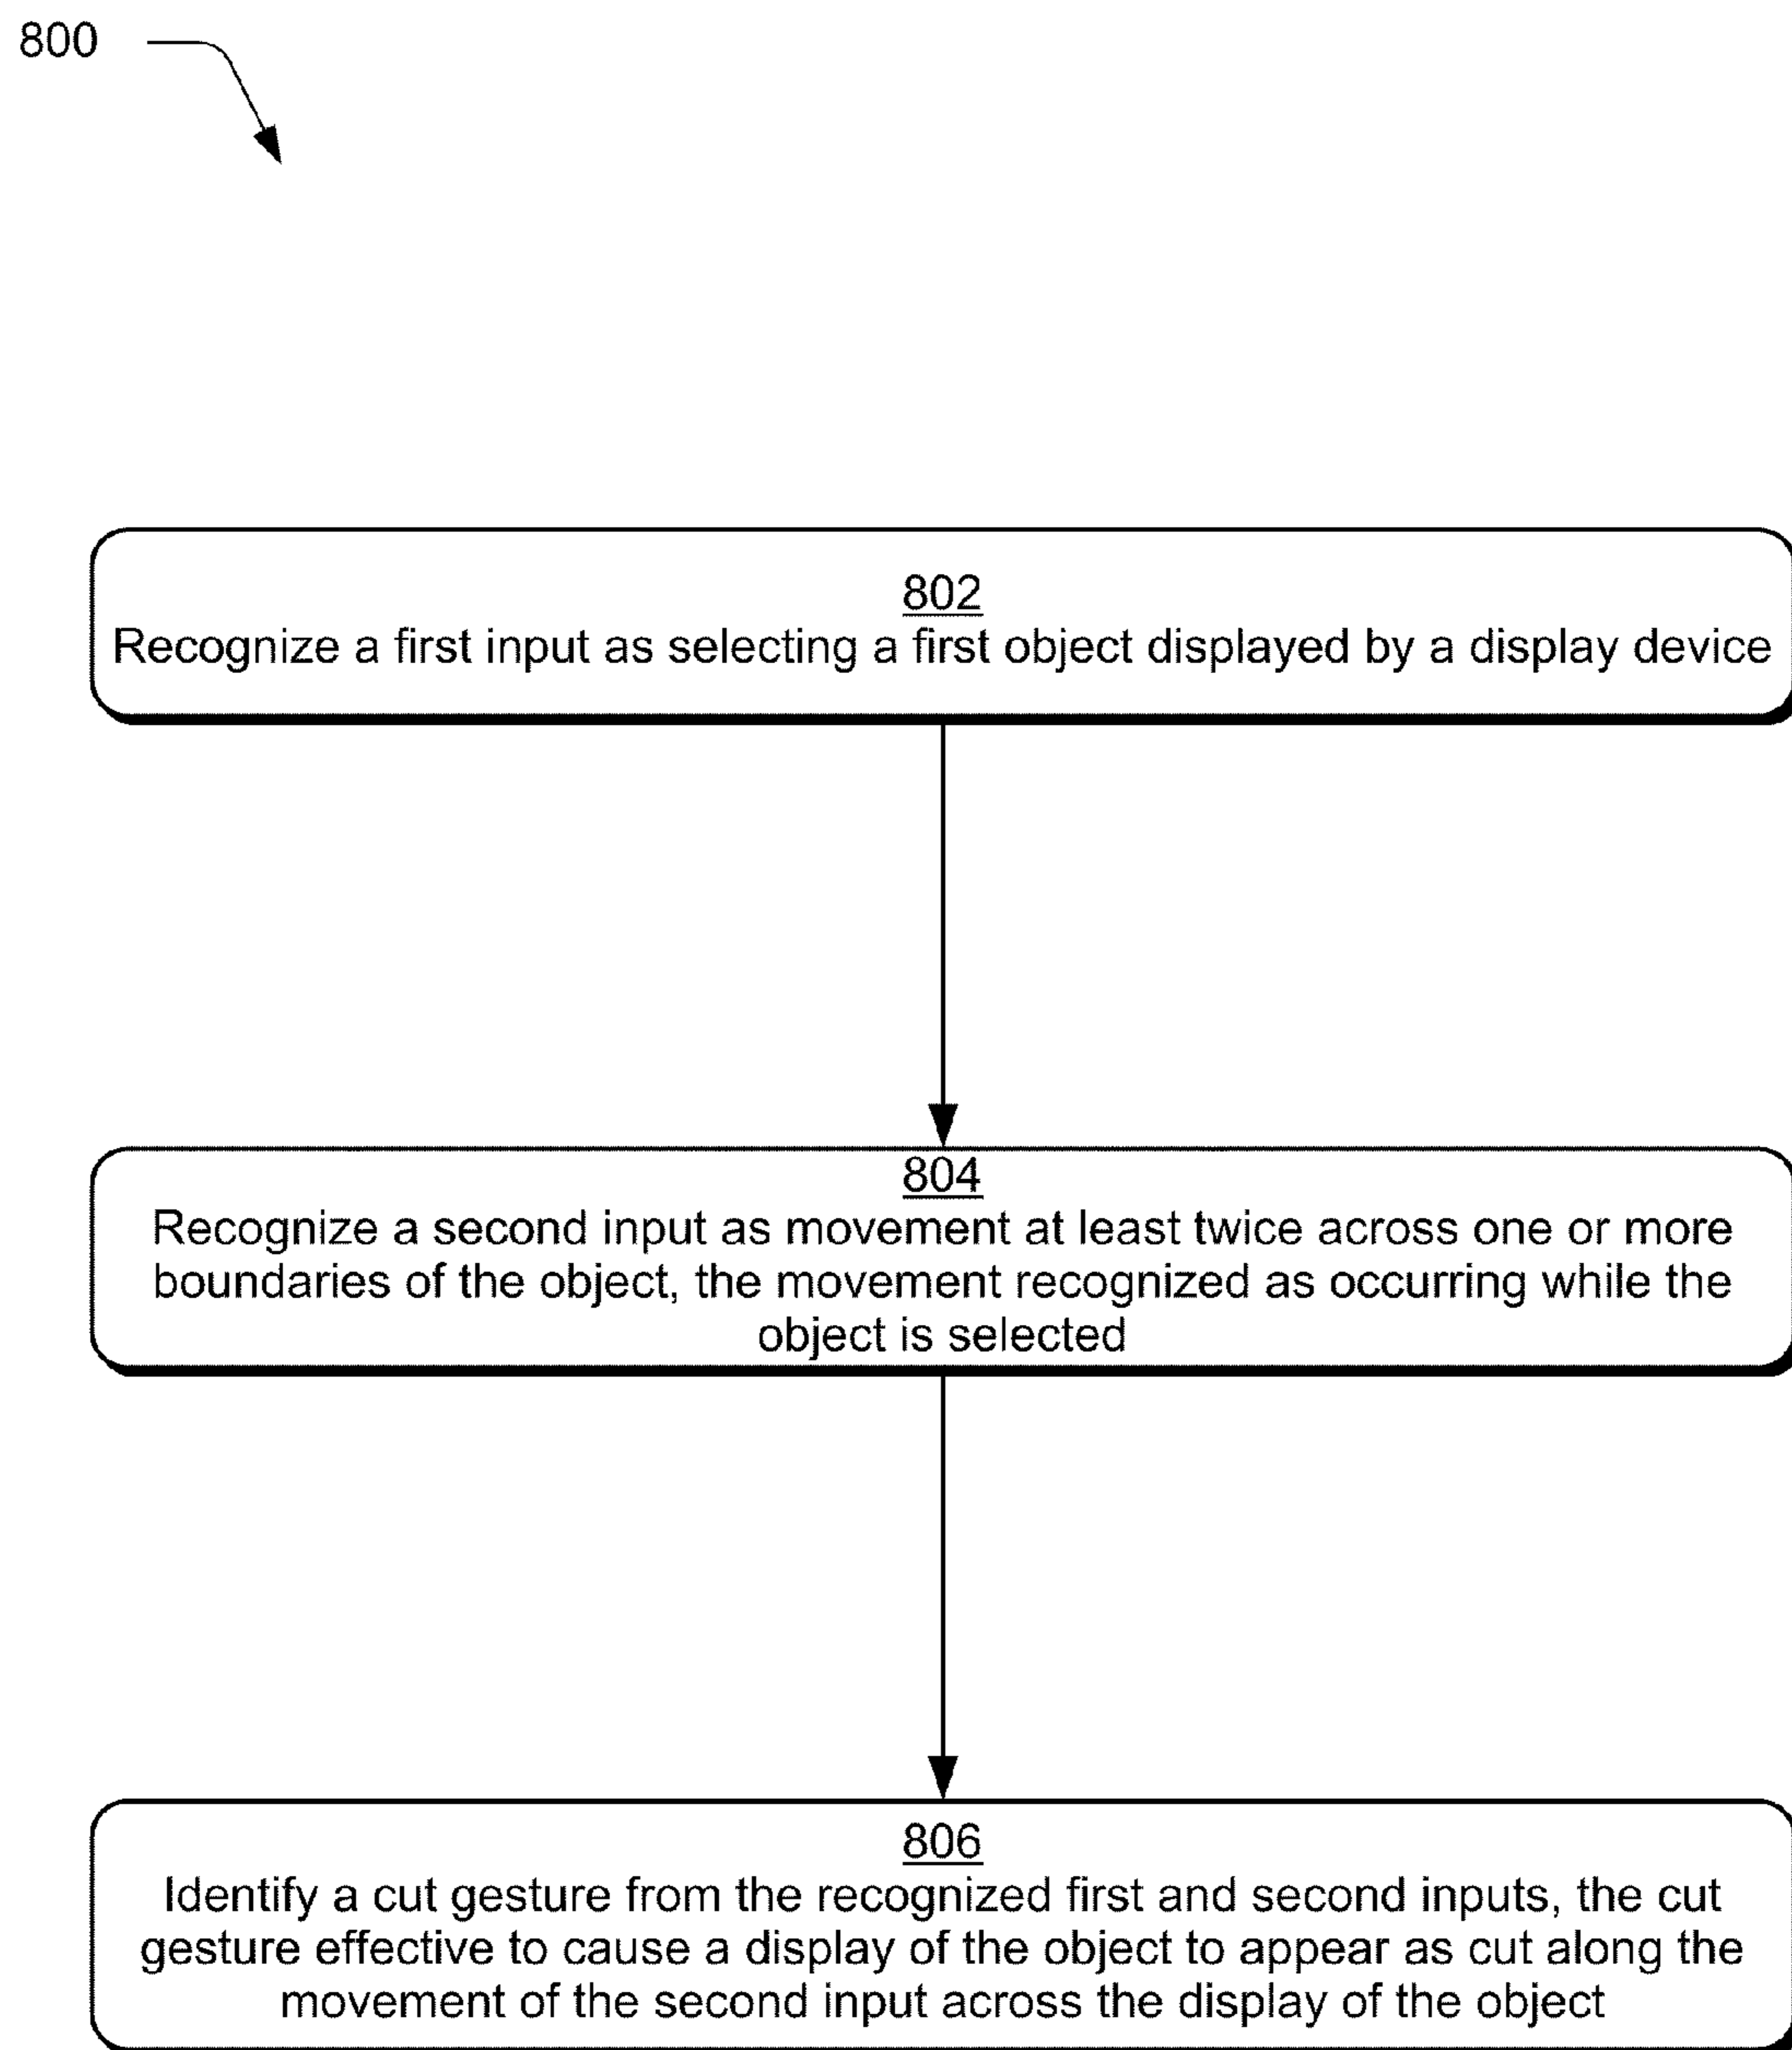 800
802
Recognize a first input as selecting a first object displayed by a display device
804
Recognize a second input as movement at least twice across one or more
boundaries of the object, the movement recognized as occurring while the
object is selected
806
Identify a cut gesture from the recognized first and second inputs, the cut
gesture effective to cause a display of the object to appear as cut along the
movement of the second input across the display of the object